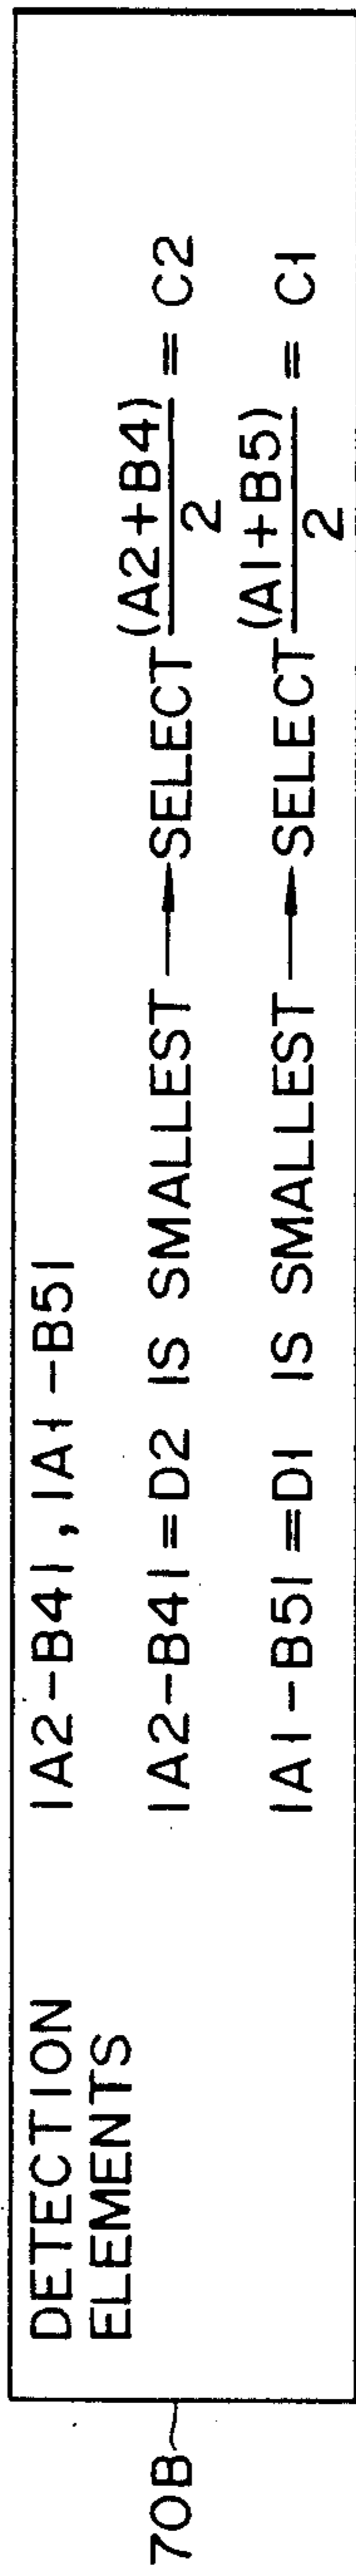 DETECTION ELEMENTS
|A2-B4|, |A1-B5|
|A2-B4|=D2 IS SMALLEST → SELECT (A2+B4)/2 = C2
|A1-B5|=D1 IS SMALLEST → SELECT (A1+B5)/2 = C1
70B